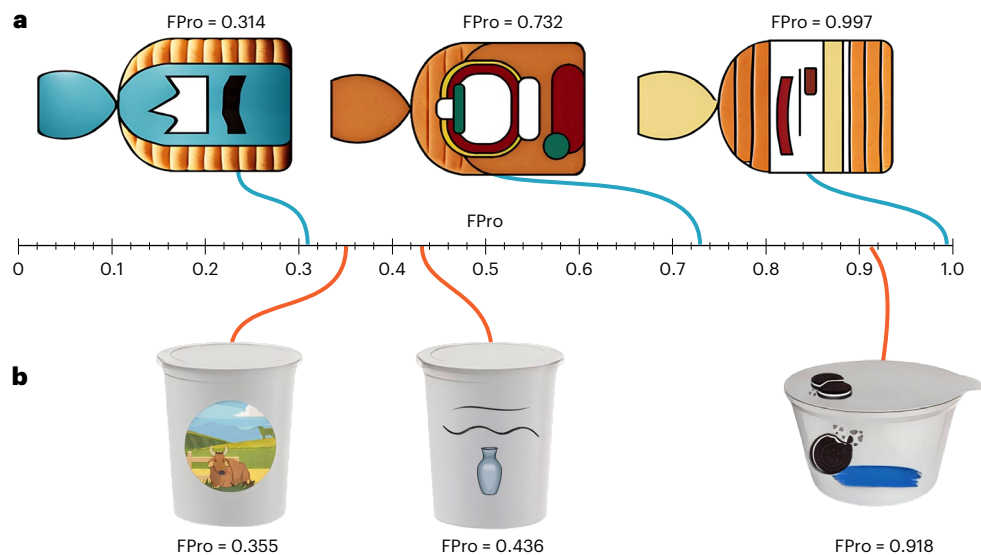 a
FPro = 0.314
FPro = 0.732
FPro = 0.997
FPro
0 0.1 0.2 0.3 0.4 0.5 0.6 0.7 0.8 0.9 1.0
b
FPro = 0.355
FPro = 0.436
FPro = 0.918